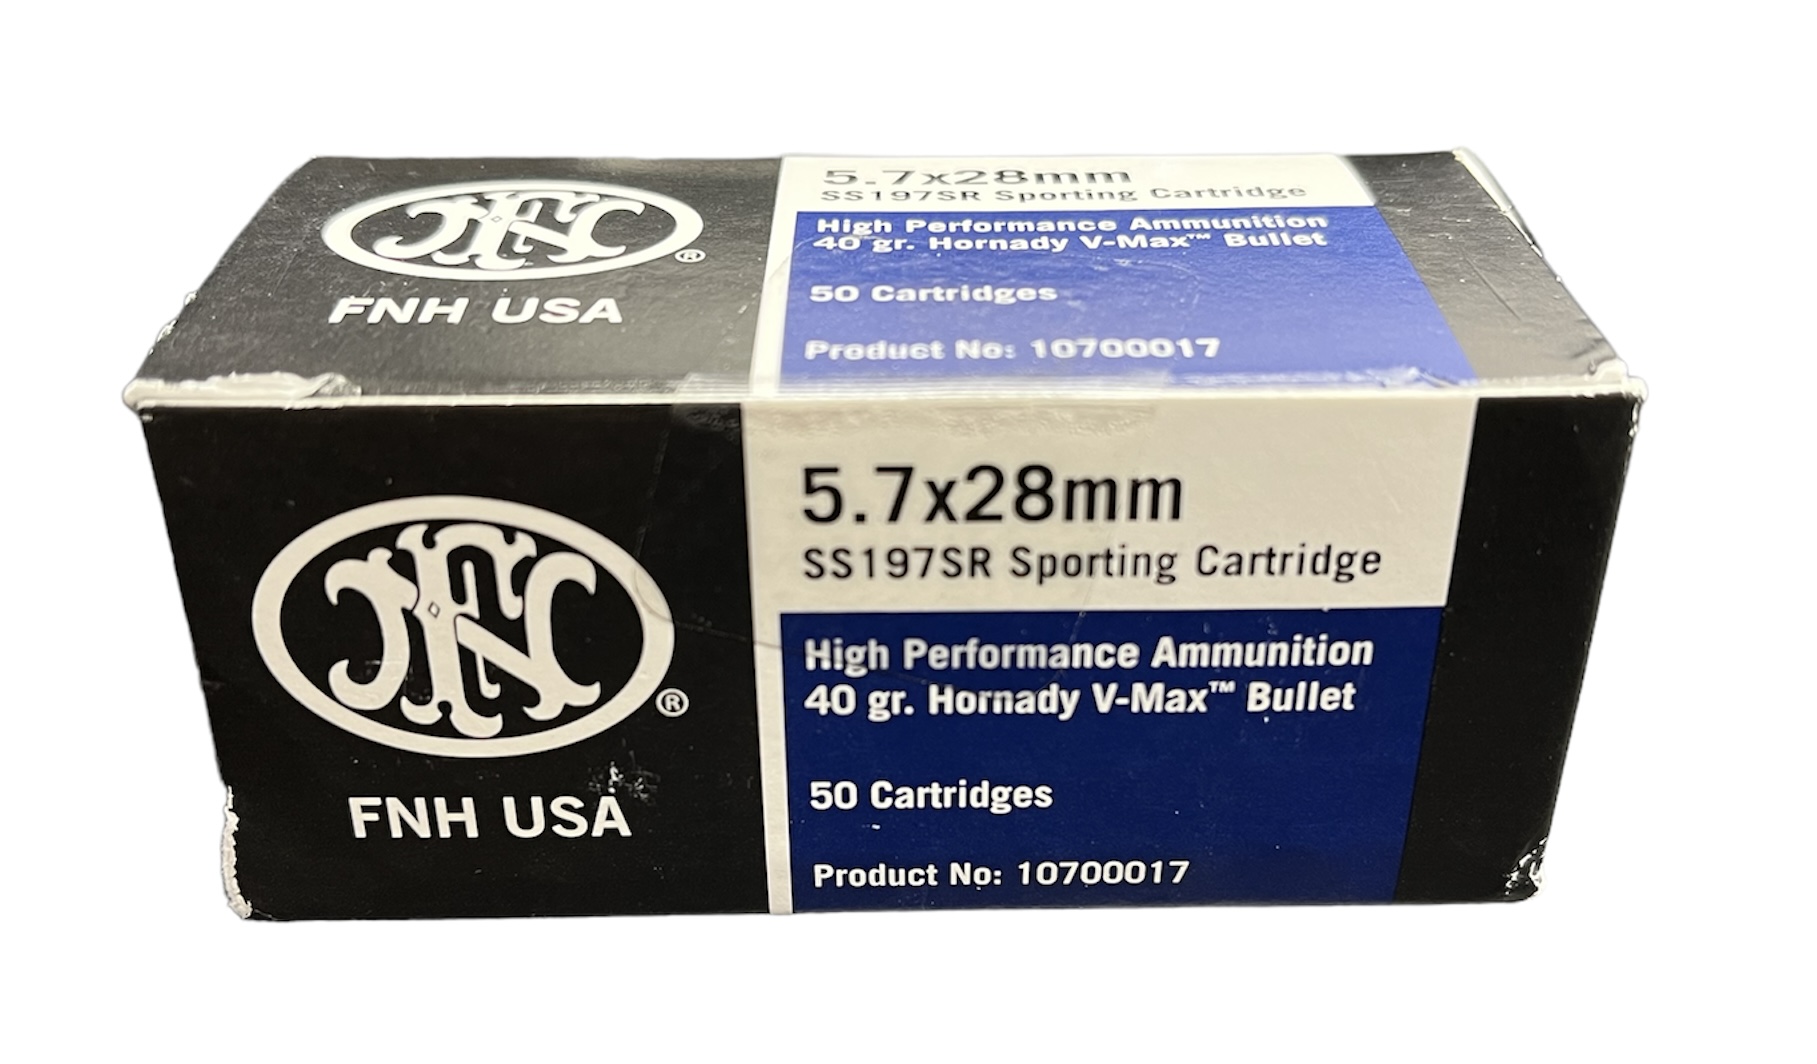 FN
®
FNH USA
5.7x28mm
SS197SR Sporting Cartridge
High Performance Ammunition
40 gr. Hornady V-Max™ Bullet
50 Cartridges
Product No: 10700017
FN
®
FNH USA
5.7x28mm
SS197SR Sporting Cartridge
High Performance Ammunition
40 gr. Hornady V-Max™ Bullet
50 Cartridges
Product No: 10700017